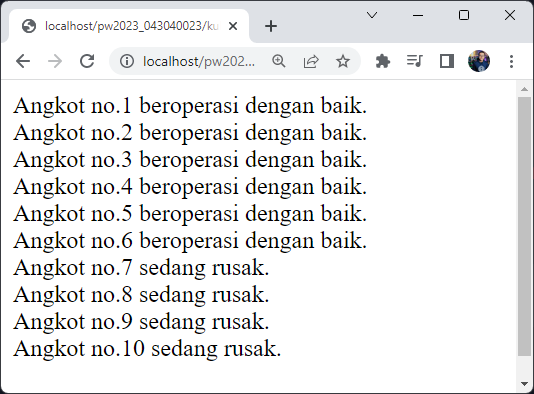 localhost/pw2023_043040023/ku
localhost/pw202...
Angkot no.1 beroperasi dengan baik.
Angkot no.2 beroperasi dengan baik.
Angkot no.3 beroperasi dengan baik.
Angkot no.4 beroperasi dengan baik.
Angkot no.5 beroperasi dengan baik.
Angkot no.6 beroperasi dengan baik.
Angkot no.7 sedang rusak.
Angkot no.8 sedang rusak.
Angkot no.9 sedang rusak.
Angkot no.10 sedang rusak.